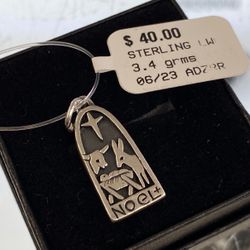 $ 40.00
STERLING
3.4 grms
06/23
NOEL